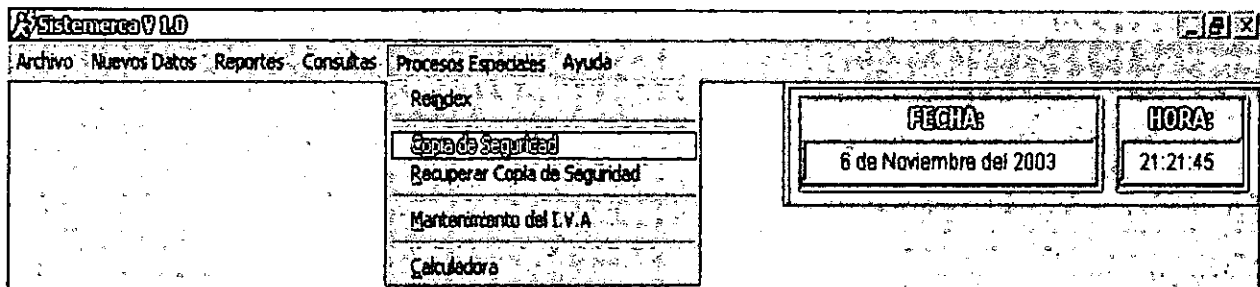 Sistemerca V 1.0
Archivo Nuevos Datos Reportes Consultas Procesos Especiales Ayuda
Reindex
Copia de Seguridad
Recuperar Copia de Seguridad
Mantenimiento del I.V.A
Calculadora
FECHA: HORA:
6 de Noviembre del 2003 21:21:45